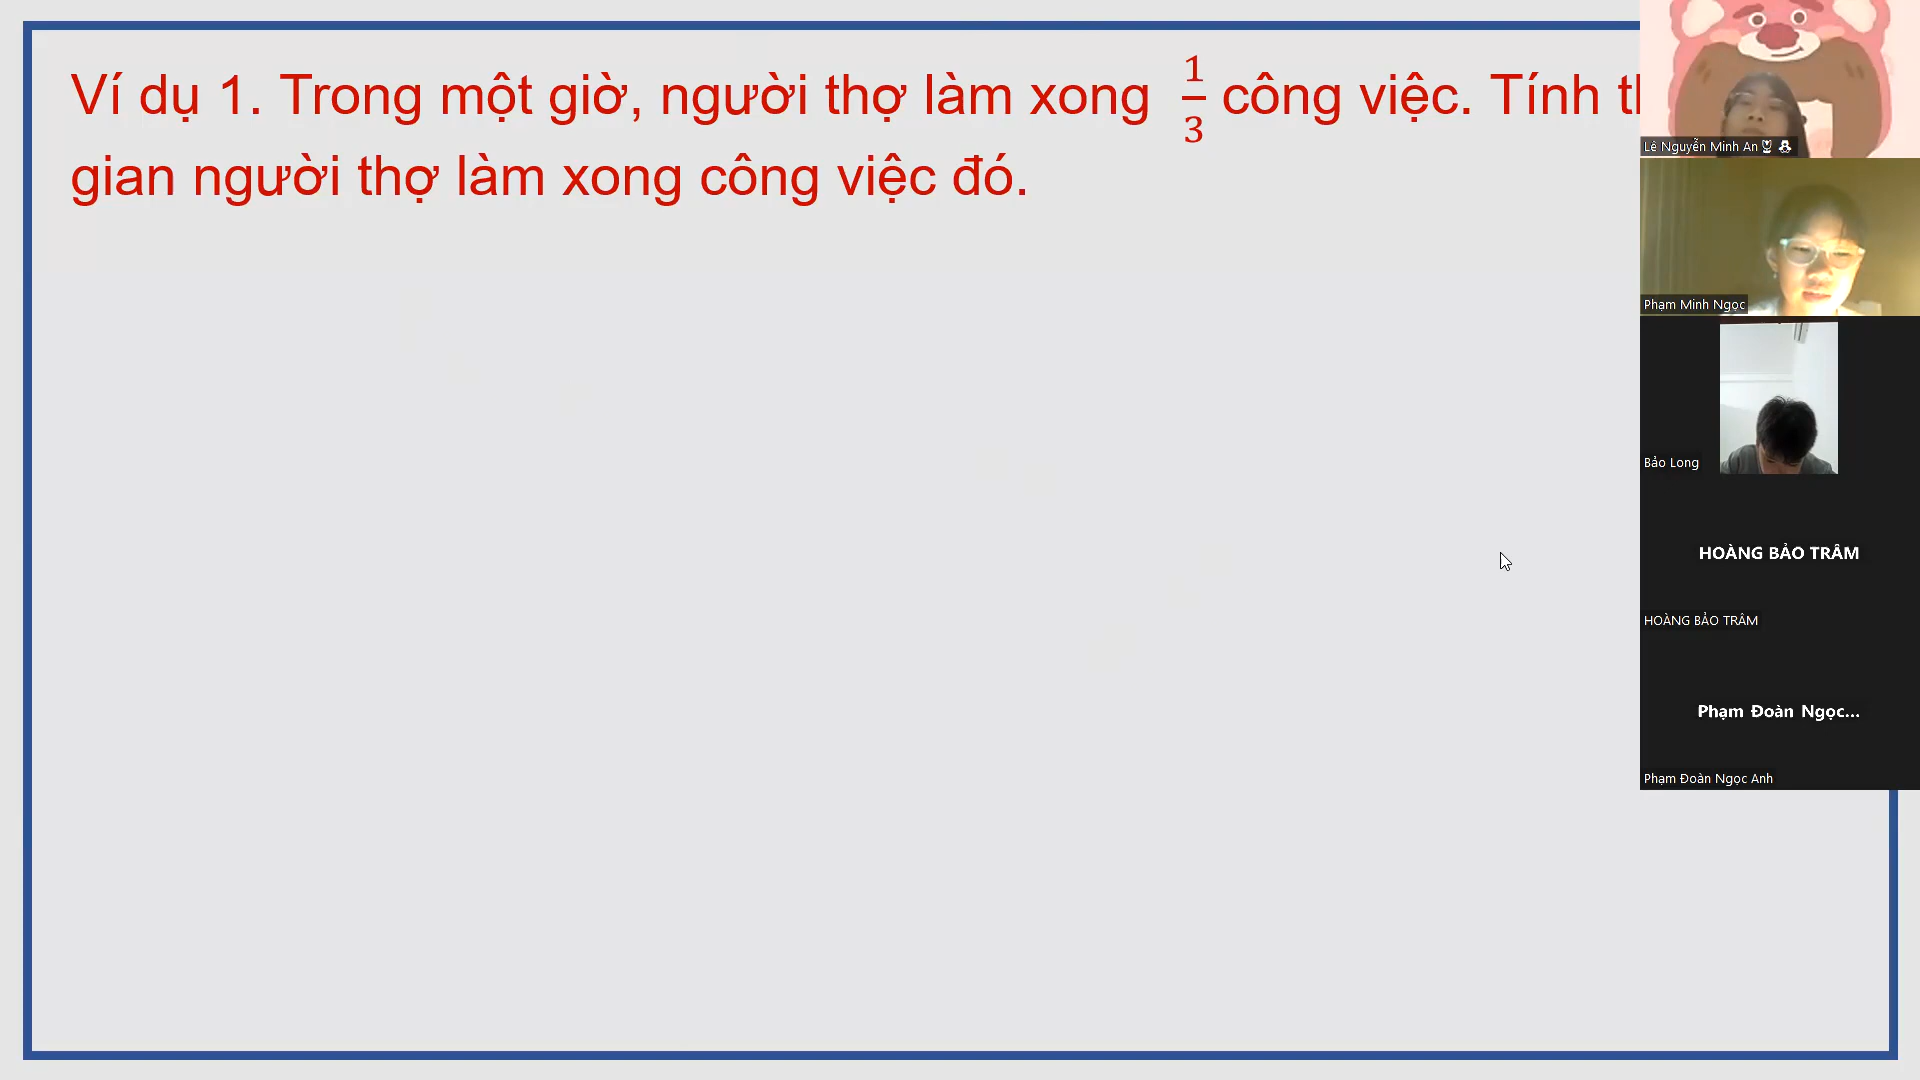 Ví dụ 1. Trong một giờ, người thợ làm xong 1/3 công việc. Tính
gian người thợ làm xong công việc đó.
Lê Nguyễn Minh An
Phạm Minh Ngọc
Bảo Long
HOÀNG BẢO TRÂM
HOÀNG BẢO TRÂM
Phạm Đoàn Ngọc...
Phạm Đoàn Ngọc Anh